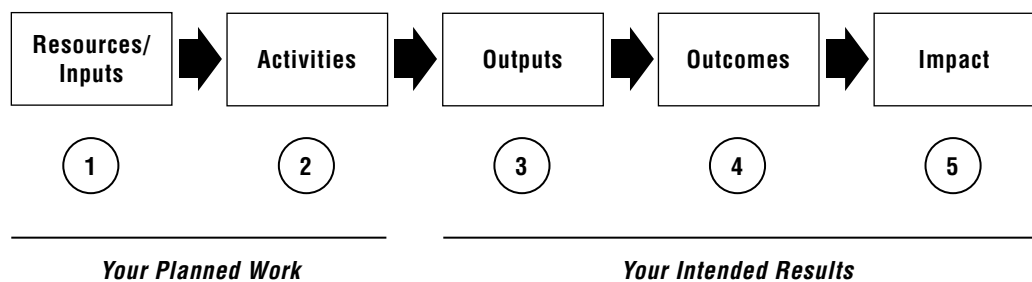 Resources/
Inputs
Activities
Outputs
Outcomes
Impact
1
2
3
4
5
Your Planned Work
Your Intended Results